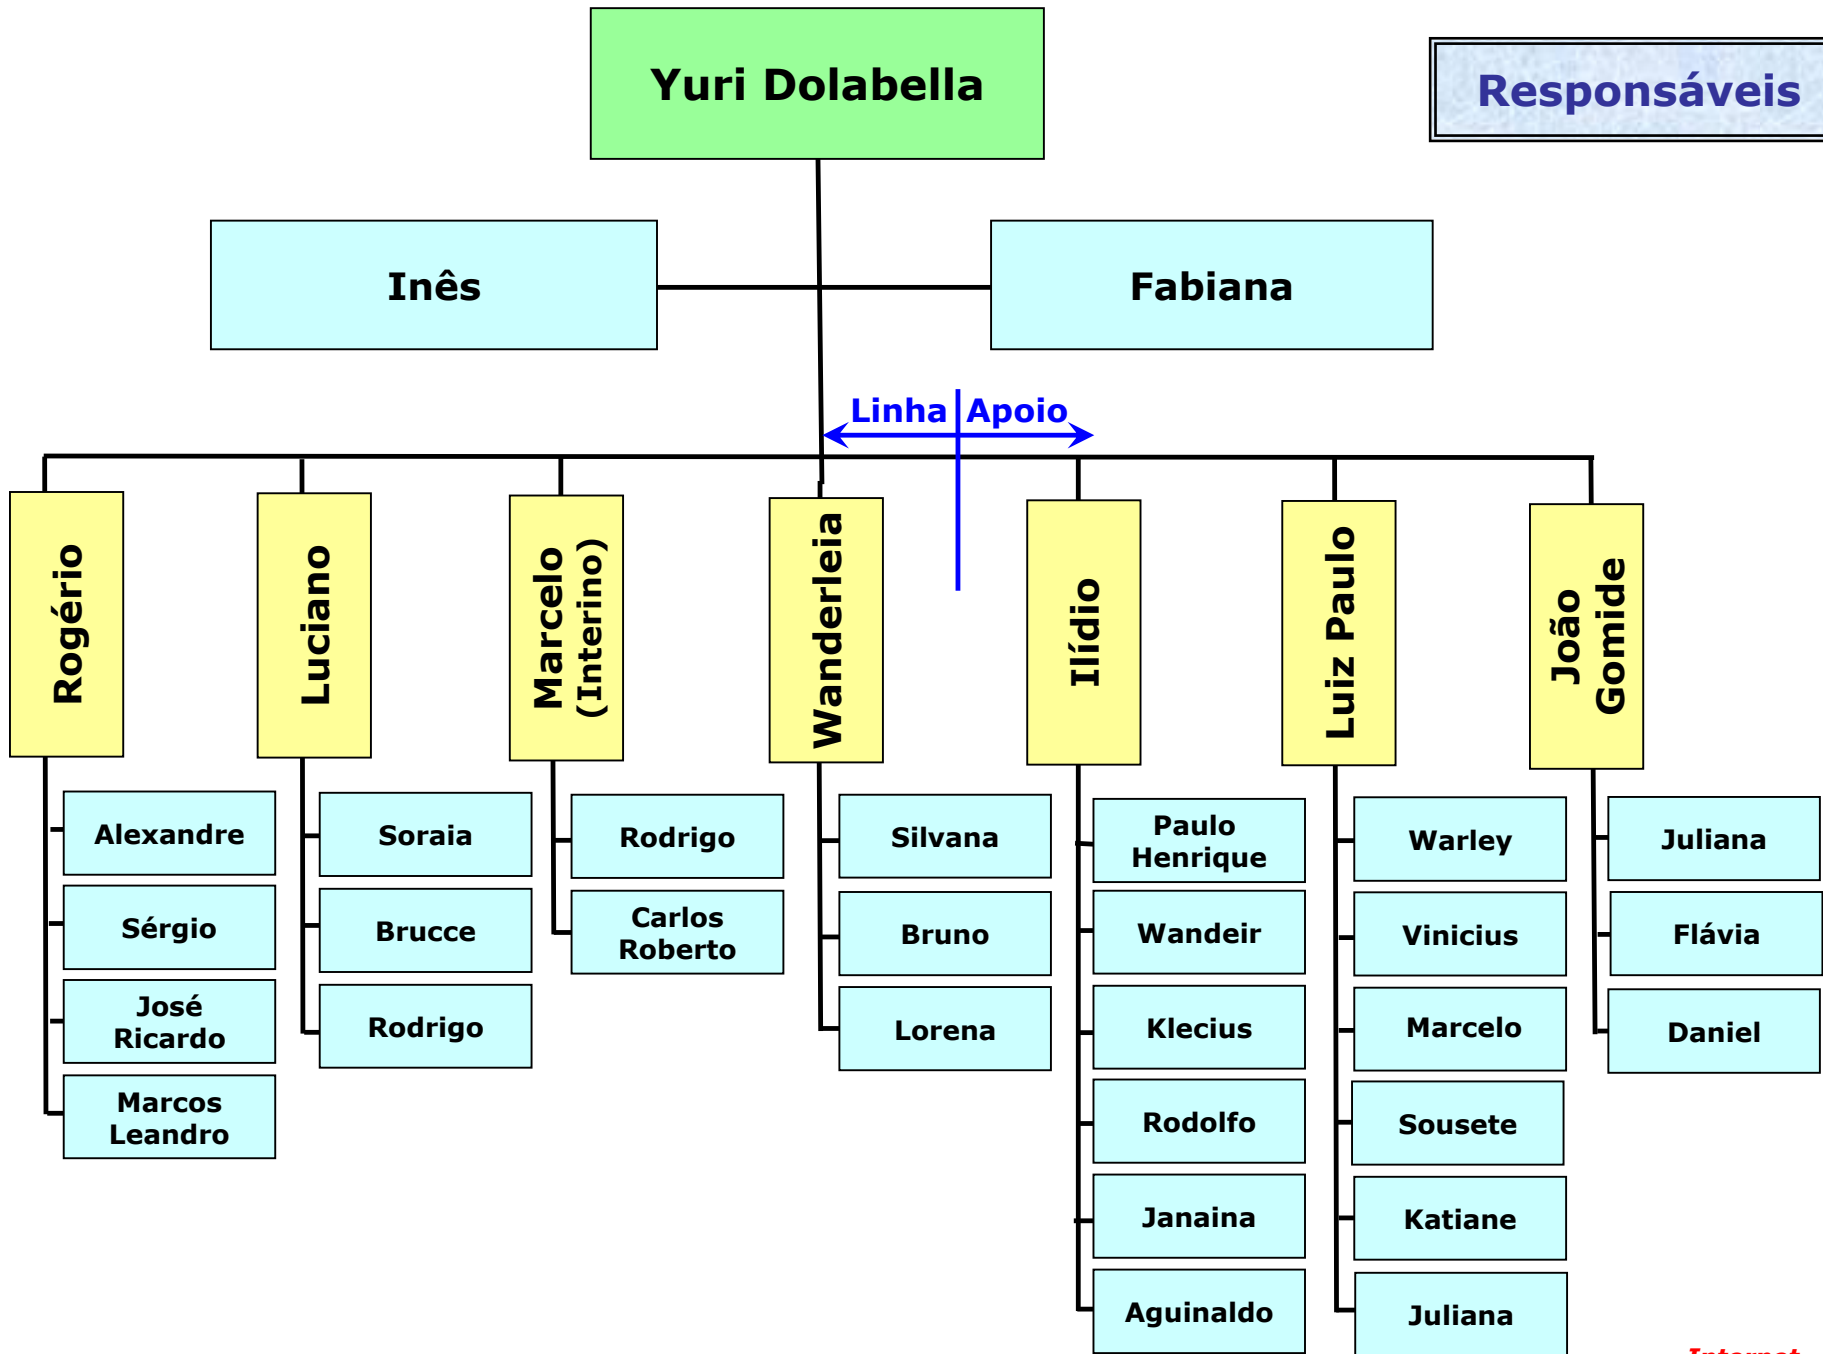 Yuri Dolabella
Responsáveis
Inês
Fabiana
Linha
Apoio
Rogério
Luciano
Marcelo
(Interino)
Wanderleia
Ilídio
Luiz Paulo
João
Gomide
Alexandre
Sérgio
José
Ricardo
Marcos
Leandro
Soraia
Brucce
Rodrigo
Rodrigo
Carlos
Roberto
Silvana
Bruno
Lorena
Paulo
Henrique
Wandeir
Klecius
Rodolfo
Janaina
Aguinaldo
Warley
Vinicius
Marcelo
Sousete
Katiane
Juliana
Juliana
Flávia
Daniel
Internet